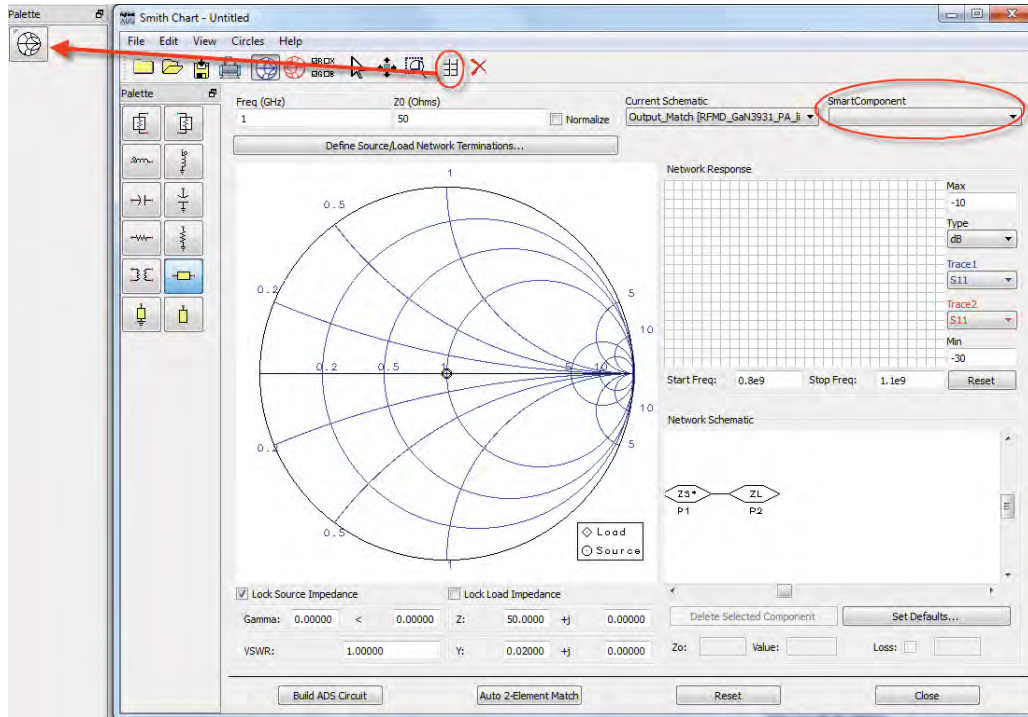 Palette
ADS Smith Chart - Untitled
File Edit View Circles Help
Palette
Freq (GHz) Z0 (Ohms) Current Schematic SmartComponent
1 50 Normalize Output_Match [RFMD_GaN3931_PA_li
Define Source/Load Network Terminations...
Network Response
1
0.5
0.2
5
10
0.2 0.5 1 5 10
10
0.2
5
0.5
1
Load
Source
Max
-10
Type
dB
Trace1
S11
Trace2
S11
Min
-30
Start Freq: 0.8e9 Stop Freq: 1.1e9 Reset
Network Schematic
ZS* ZL
P1 P2
Lock Source Impedance Lock Load Impedance
Gamma: 0.00000 < 0.00000 Z: 50.0000 +j 0.00000
VSWR: 1.00000 Y: 0.02000 +j 0.00000
Delete Selected Component Set Defaults...
Zo: Value: Loss:
Build ADS Circuit Auto 2-Element Match Reset Close